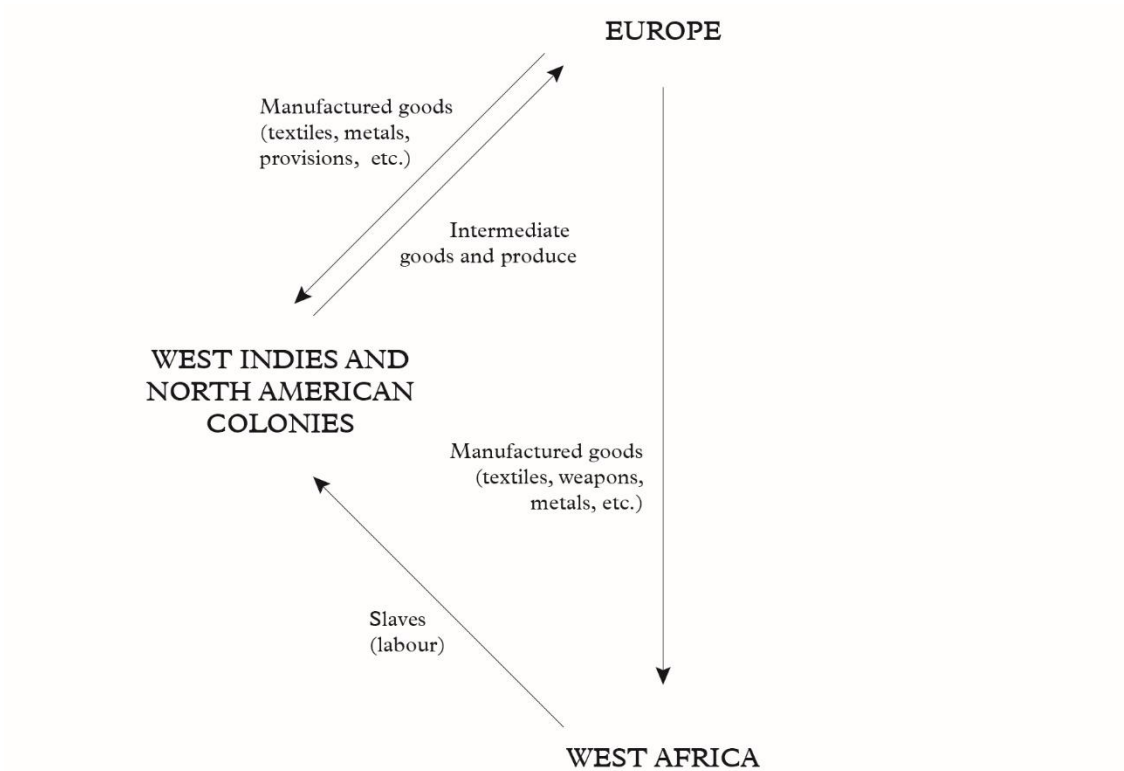 EUROPE
Manufactured goods
(textiles, metals,
provisions, etc.)
Intermediate
goods and produce
WEST INDIES AND
NORTH AMERICAN
COLONIES
Manufactured goods
(textiles, weapons,
metals, etc.)
Slaves
(labour)
WEST AFRICA